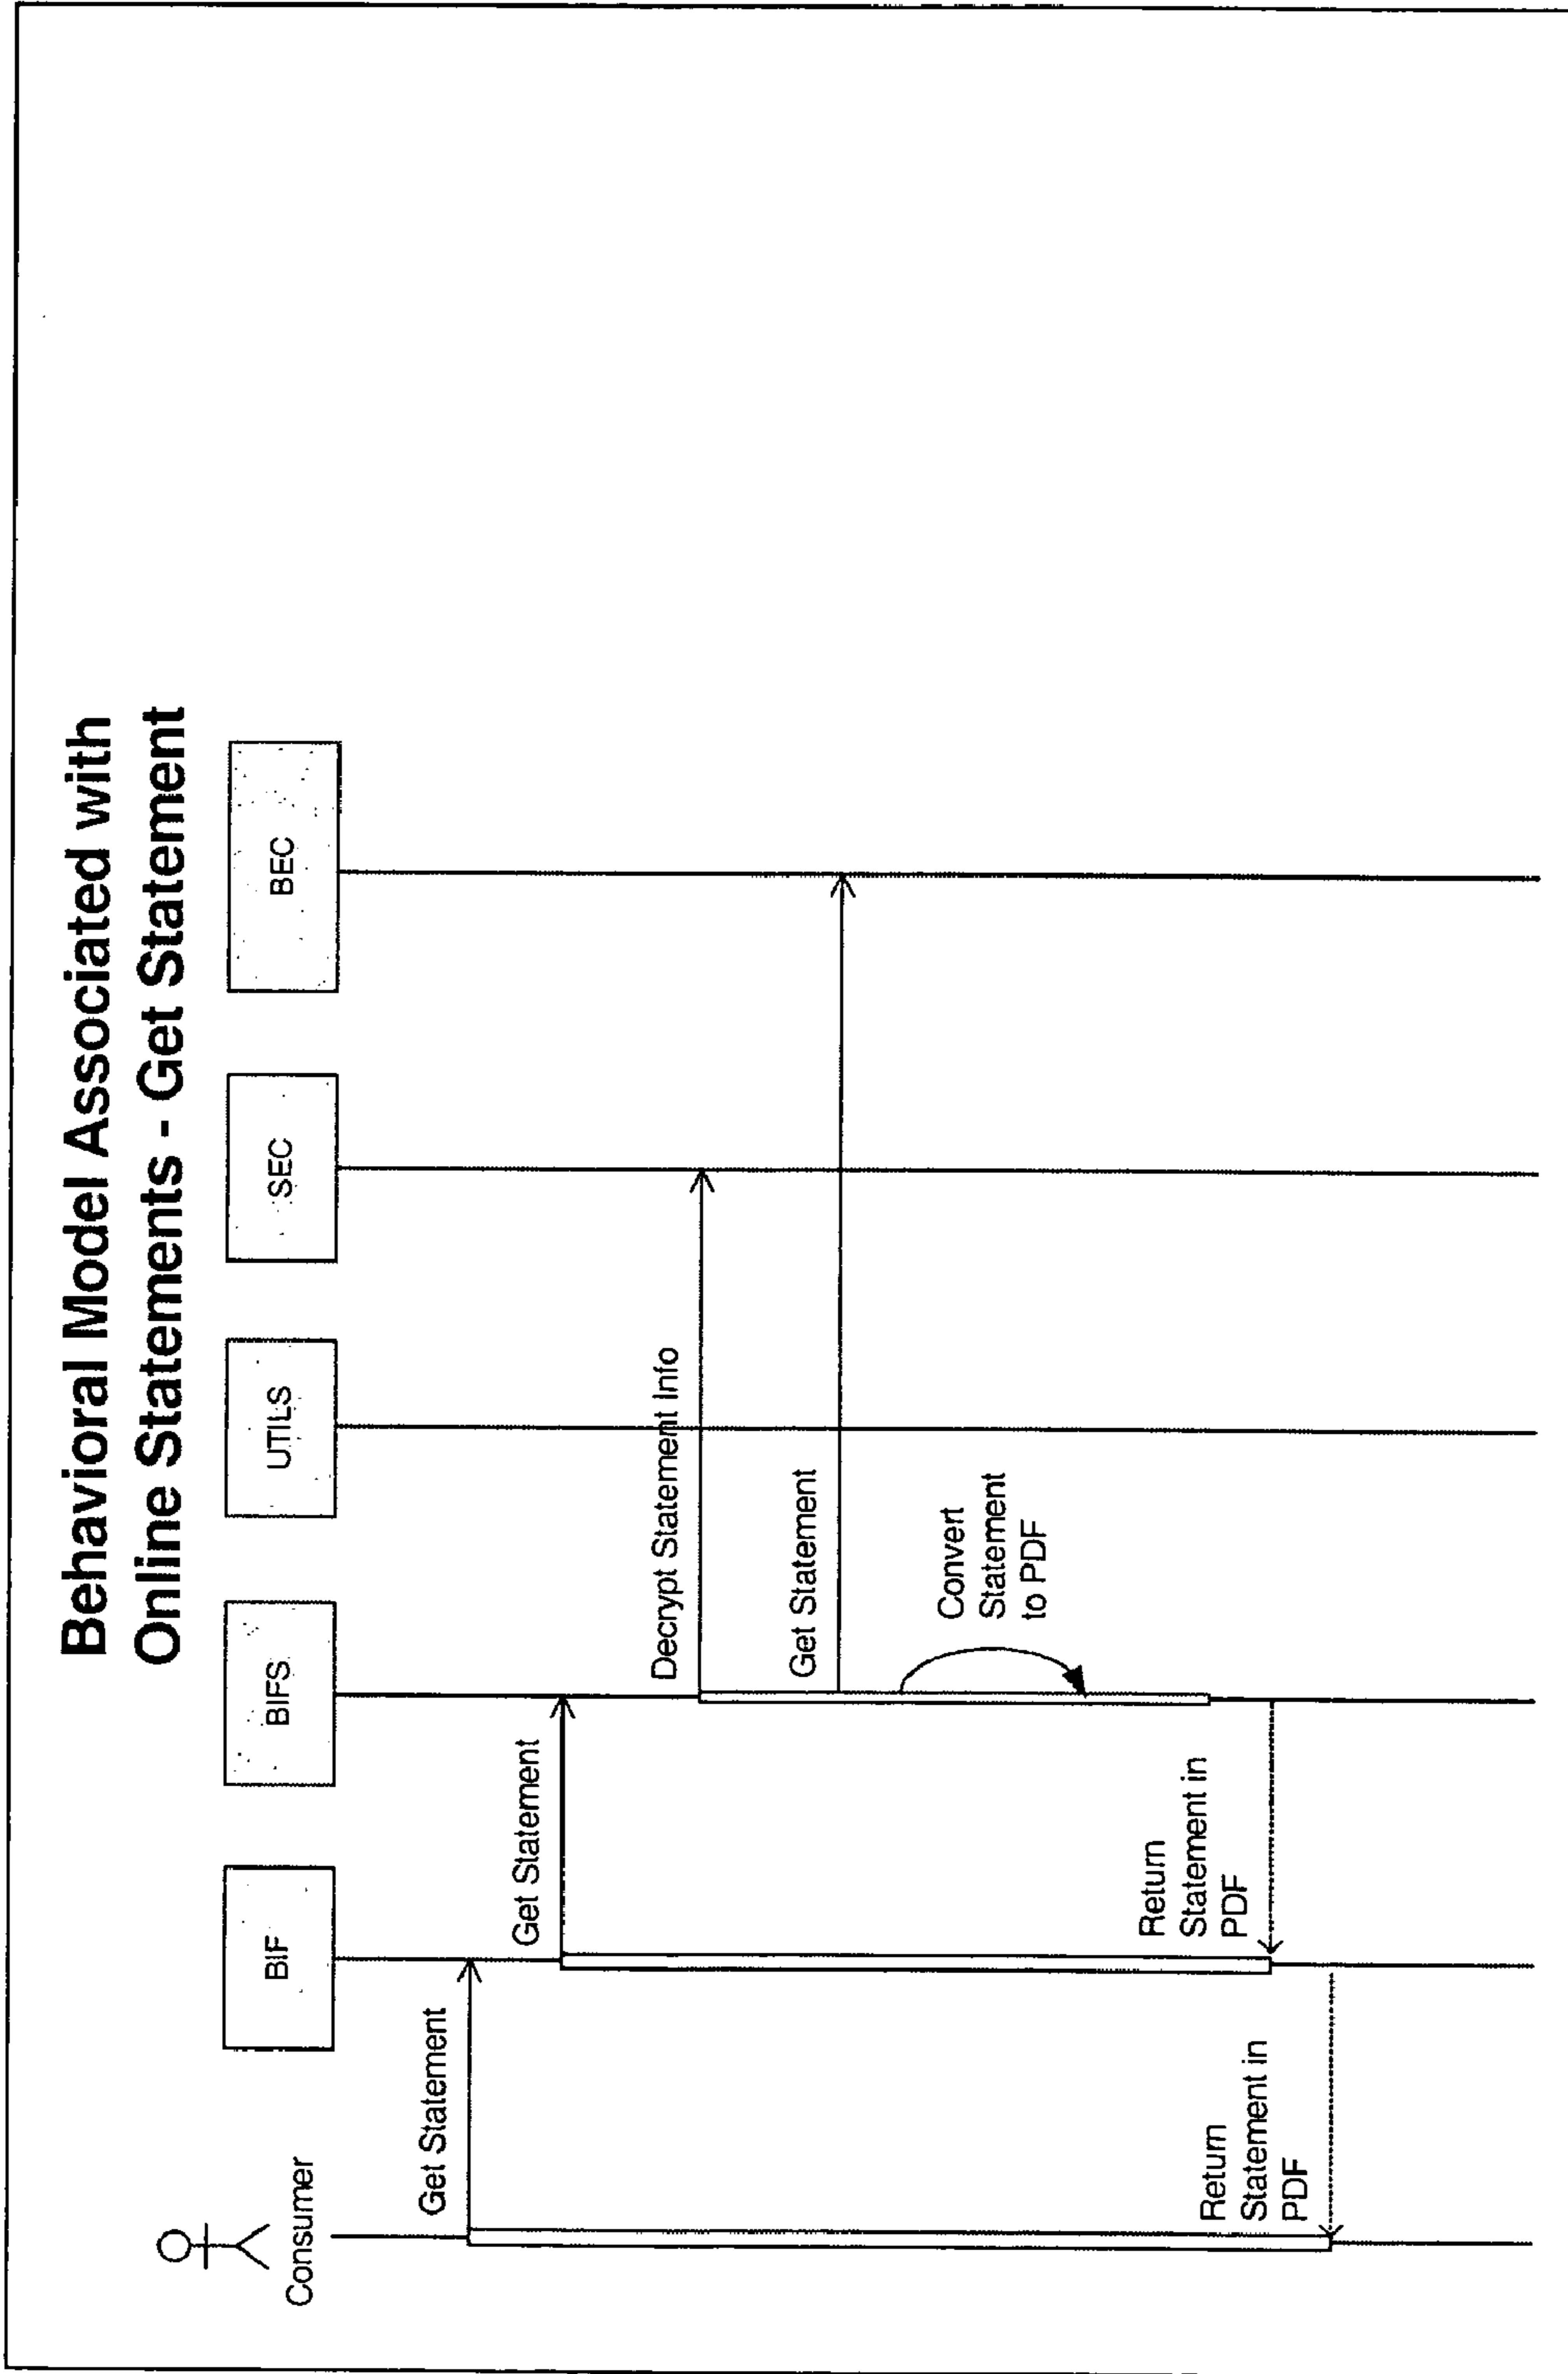 Behavioral Model Associated with
Online Statements - Get Statement
Consumer
BIF
BIFS
UTILS
SEC
BEC
Get Statement
Get Statement
Decrypt Statement Info
Get Statement
Convert
Statement
to PDF
Return
Statement in
PDF
Return
Statement in
PDF